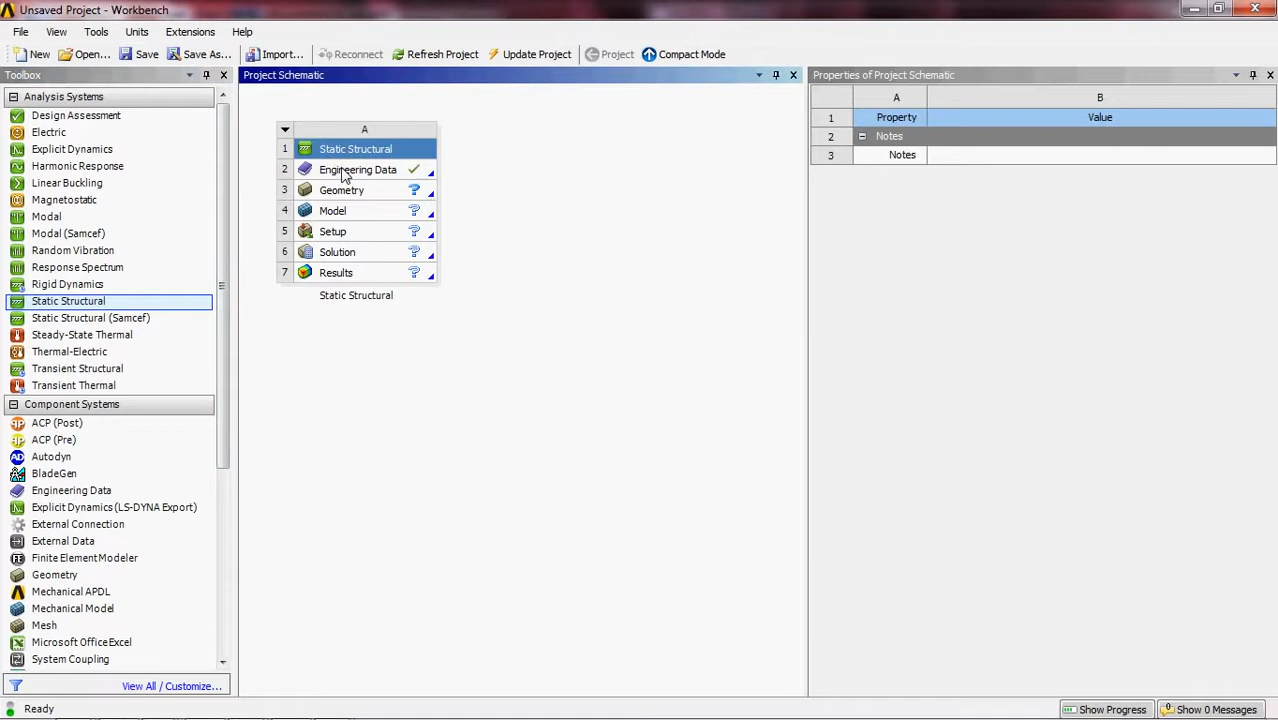 Unsaved Project - Workbench
File View Tools Units Extensions Help
New Open... Save Save As... Import... Reconnect Refresh Project Update Project Project Compact Mode
Toolbox
Analysis Systems
Design Assessment
Electric
Explicit Dynamics
Harmonic Response
Linear Buckling
Magnetostatic
Modal
Modal (Samcef)
Random Vibration
Response Spectrum
Rigid Dynamics
Static Structural
Static Structural (Samcef)
Steady-State Thermal
Thermal-Electric
Transient Structural
Transient Thermal
Component Systems
ACP (Post)
ACP (Pre)
Autodyn
BladeGen
Engineering Data
Explicit Dynamics (LS-DYNA Export)
External Connection
External Data
Finite Element Modeler
Geometry
Mechanical APDL
Mechanical Model
Mesh
Microsoft Office Excel
System Coupling
View All / Customize...
Project Schematic
A
1 Static Structural
2 Engineering Data
3 Geometry
4 Model
5 Setup
6 Solution
7 Results
Static Structural
Properties of Project Schematic
A B
1 Property Value
2 Notes
3 Notes
Ready
Show Progress Show 0 Messages